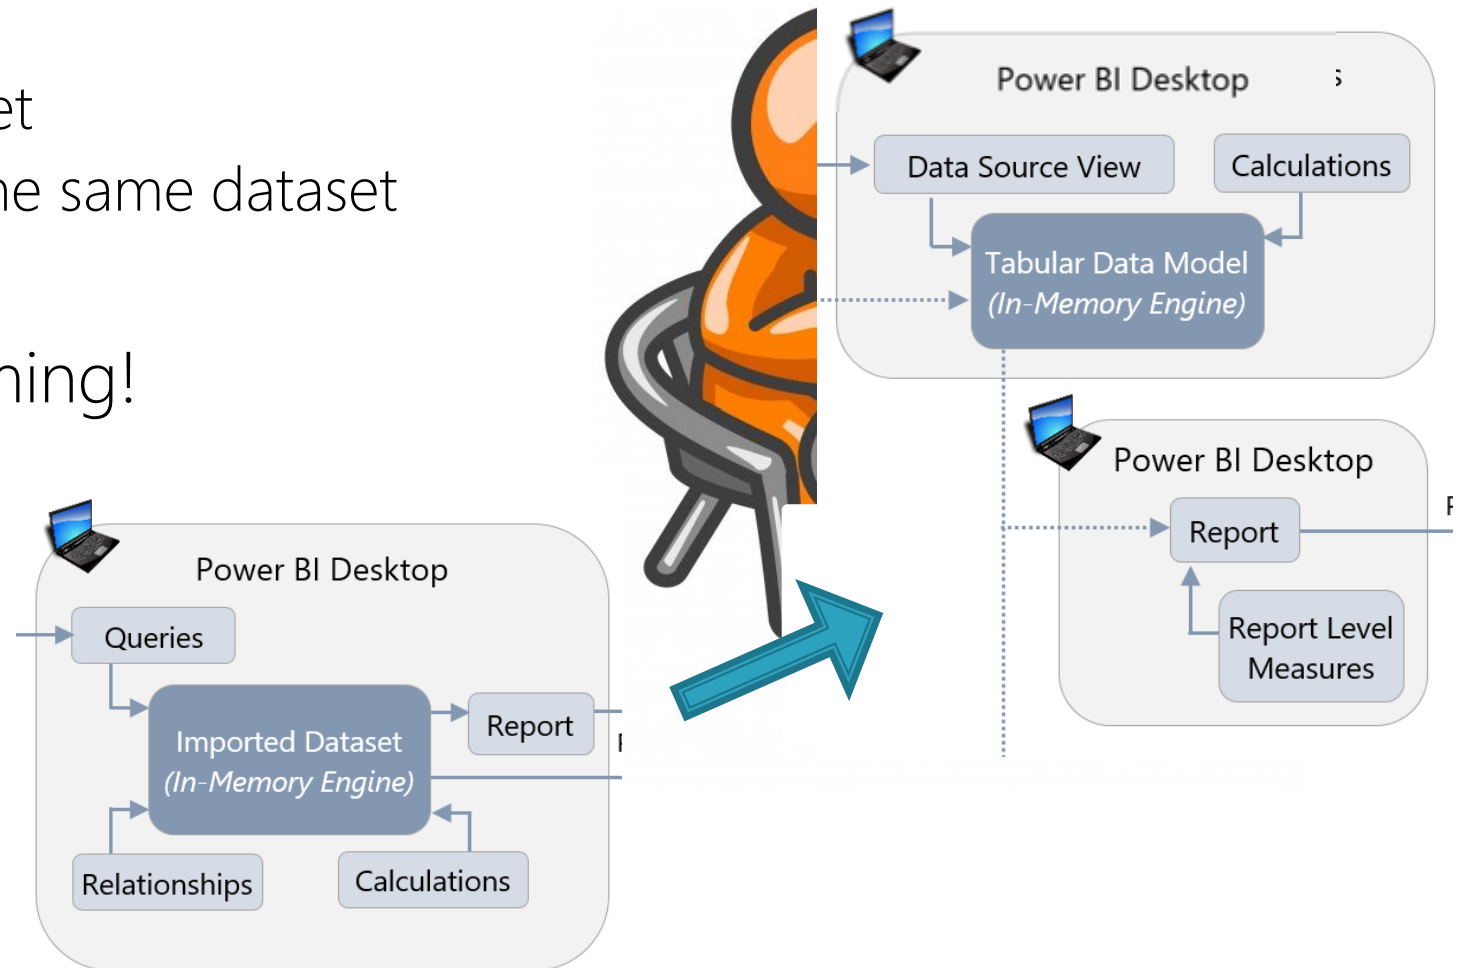 et
ne same dataset
ning!
Power BI Desktop
s
Data Source View
Calculations
Tabular Data Model
(In-Memory Engine)
Power BI Desktop
Report
Report Level
Measures
Power BI Desktop
Queries
Imported Dataset
(In-Memory Engine)
Report
Relationships
Calculations